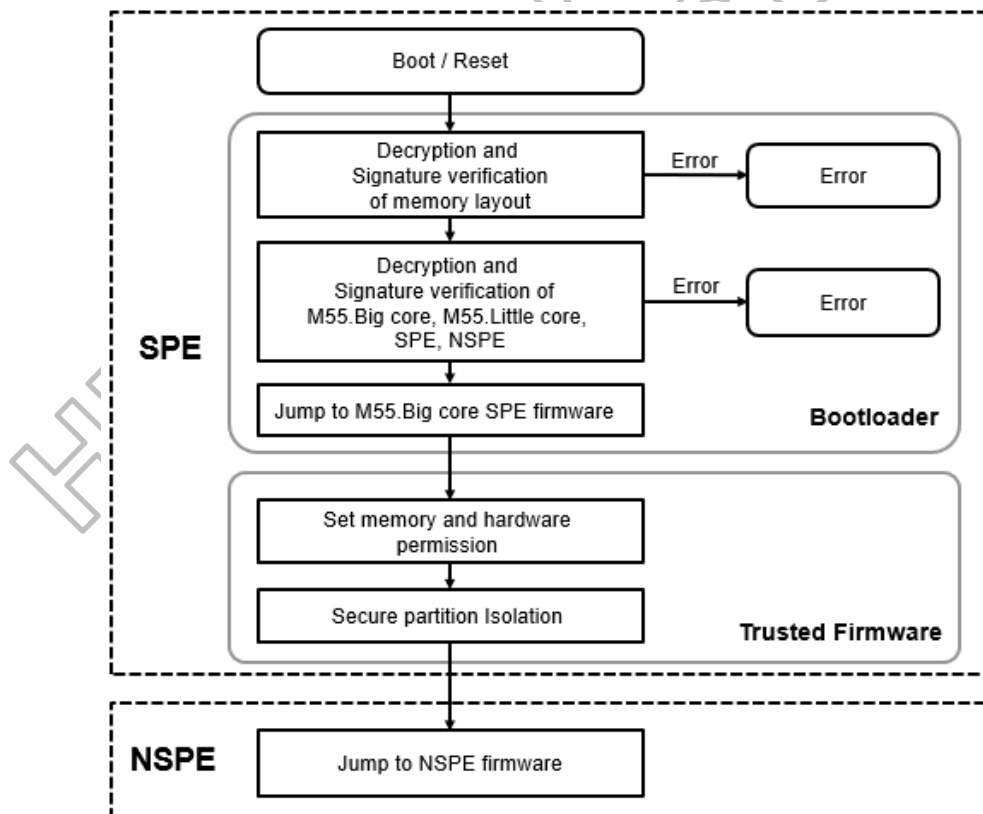 Boot / Reset
Decryption and
Signature verification
of memory layout
Error
Error
Decryption and
Signature verification of
M55.Big core, M55.Little core,
SPE, NSPE
Error
Error
SPE
Jump to M55.Big core SPE firmware
Bootloader
Set memory and hardware
permission
Secure partition Isolation
Trusted Firmware
NSPE
Jump to NSPE firmware